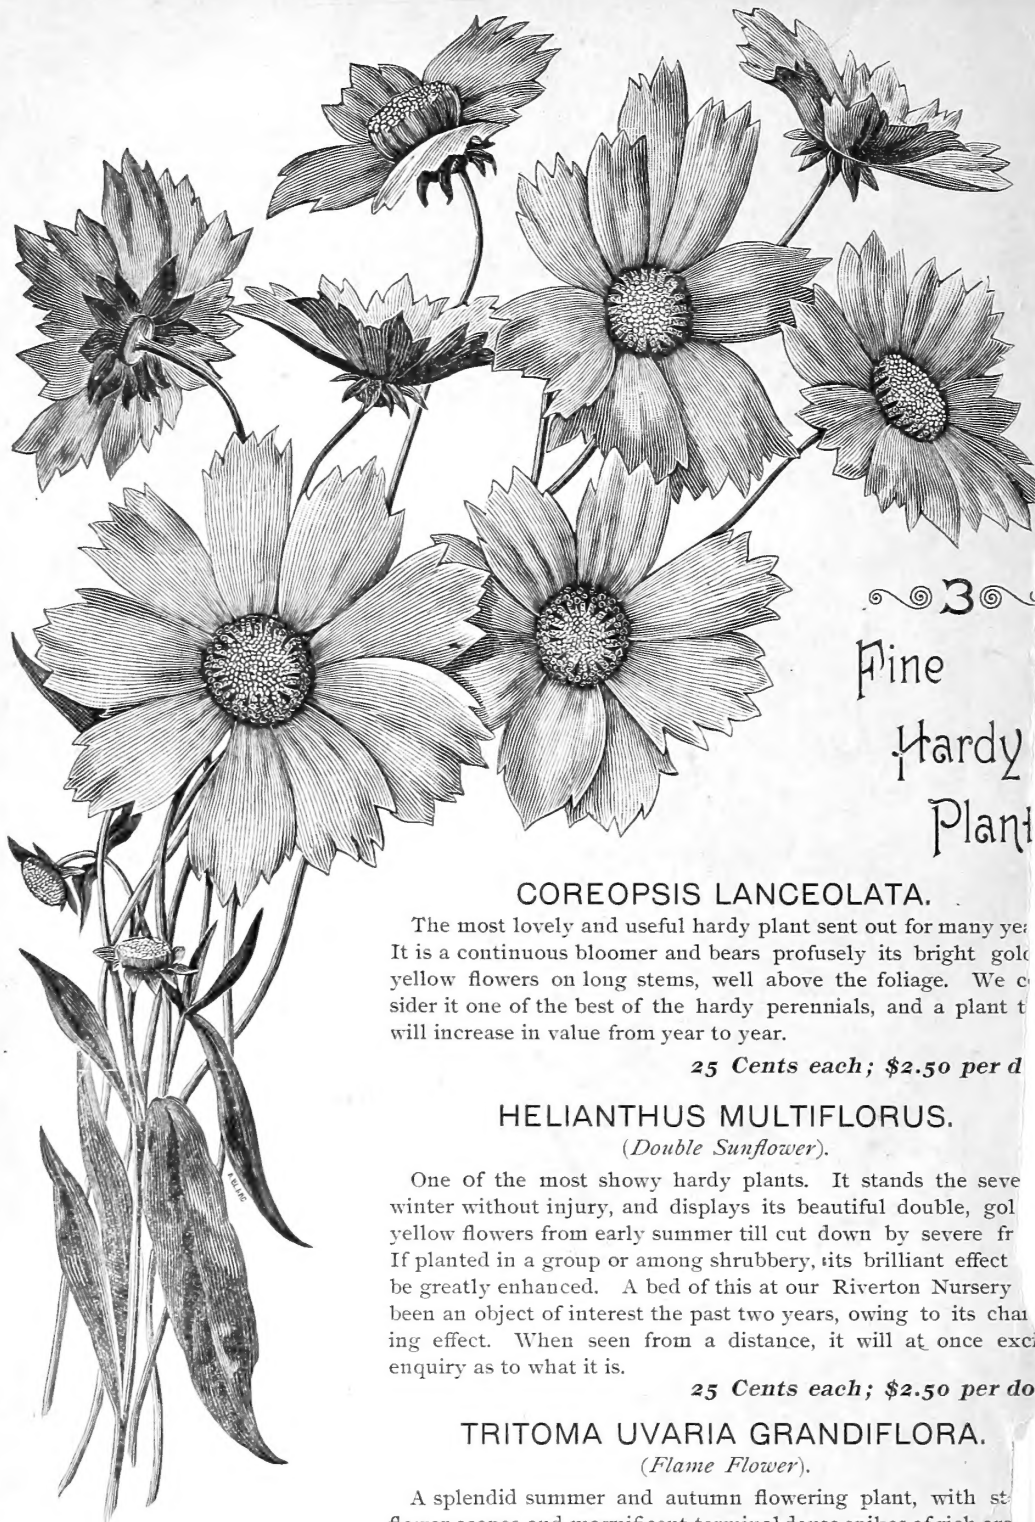 3
Fine
Hardy
Plant
COREOPSIS LANCEOLATA.
The most lovely and useful hardy plant sent out for many
It is a continuous bloomer and bears profusely its bright
yellow flowers on long stems, well above the foliage. We
sider it one of the best of the hardy perennials, and a plant
will increase in value from year to year.
25 Cents each; $2.50 per d
HELIANTHUS MULTIFLORUS.
(Double Sunflower).
One of the most showy hardy plants. It stands the seve
winter without injury, and displays its beautiful double, gol
yellow flowers from early summer till cut down by severe fr
If planted in a group or among shrubbery, its brilliant effect
be greatly enhanced. A bed of this at our Riverton Nursery
been an object of interest the past two years, owing to its
ing effect. When seen from a distance, it will at once exci
enquiry as to what it is.
25 Cents each; $2.50 per do
A. BLANC
TRITOMA UVARIA GRANDIFLORA.
(Flame Flower).
A splendid summer and autumn flowering plant, with st